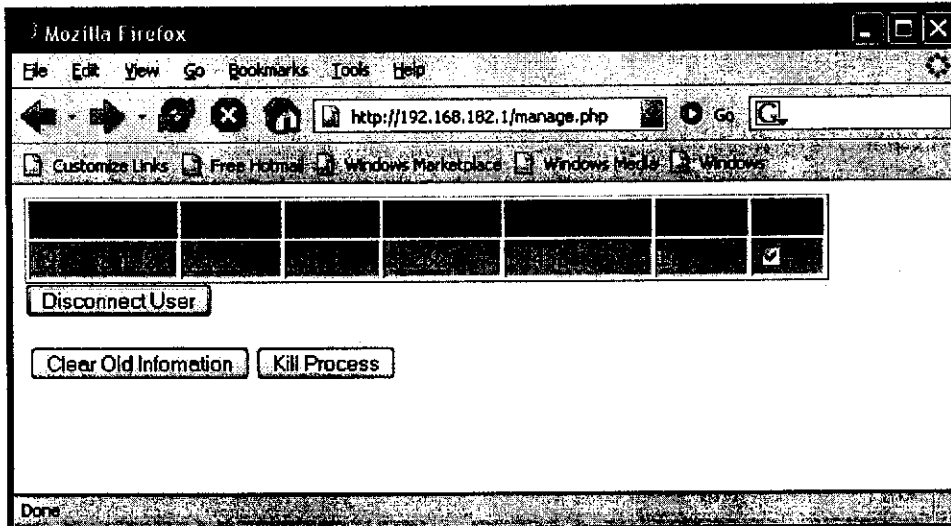 Mozilla Firefox
File Edit View Go Bookmarks Tools Help
http://192.168.182.1/manage.php Go G
Customize Links Free Hotmail Windows Marketplace Windows Media Windows
Disconnect User
Clear Old Infomation Kill Process
Done